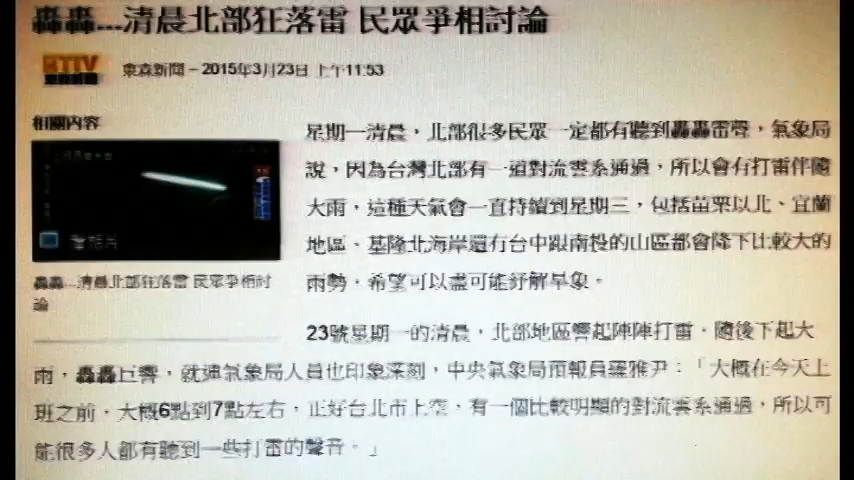 轟轟...清晨北部狂落雷 民眾爭相討論
東森新聞 – 2015年3月23日 上午11:53
相關內容
轟轟...清晨北部狂落雷 民眾爭相討
論
星期一清晨，北部很多民眾一定都有聽到轟轟雷聲，氣象局
說，因為台灣北部有一道對流雲系通過，所以會有打雷伴隨
大雨，這種天氣會一直持續到星期三，包括苗栗以北、宜蘭
地區、基隆北海岸還有台中跟南投的山區都會降下比較大的
雨勢，希望可以盡可能紓解旱象。
23號星期一的清晨，北部地區響起陣陣打雷，隨後下起大
雨，轟轟巨響，就連氣象局人員也印象深刻，中央氣象局預報員羅雅尹：「大概在今天上
班之前，大概6點到7點左右，正好台北市上空，有一個比較明顯的對流雲系通過，所以可
能很多人都有聽到一些打雷的聲音。」